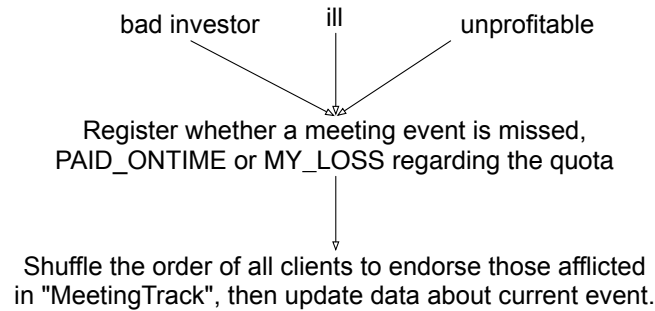 bad investor
ill
unprofitable
Register whether a meeting event is missed,
PAID_ONTIME or MY_LOSS regarding the quota
Shuffle the order of all clients to endorse those afflicted
in "MeetingTrack", then update data about current event.